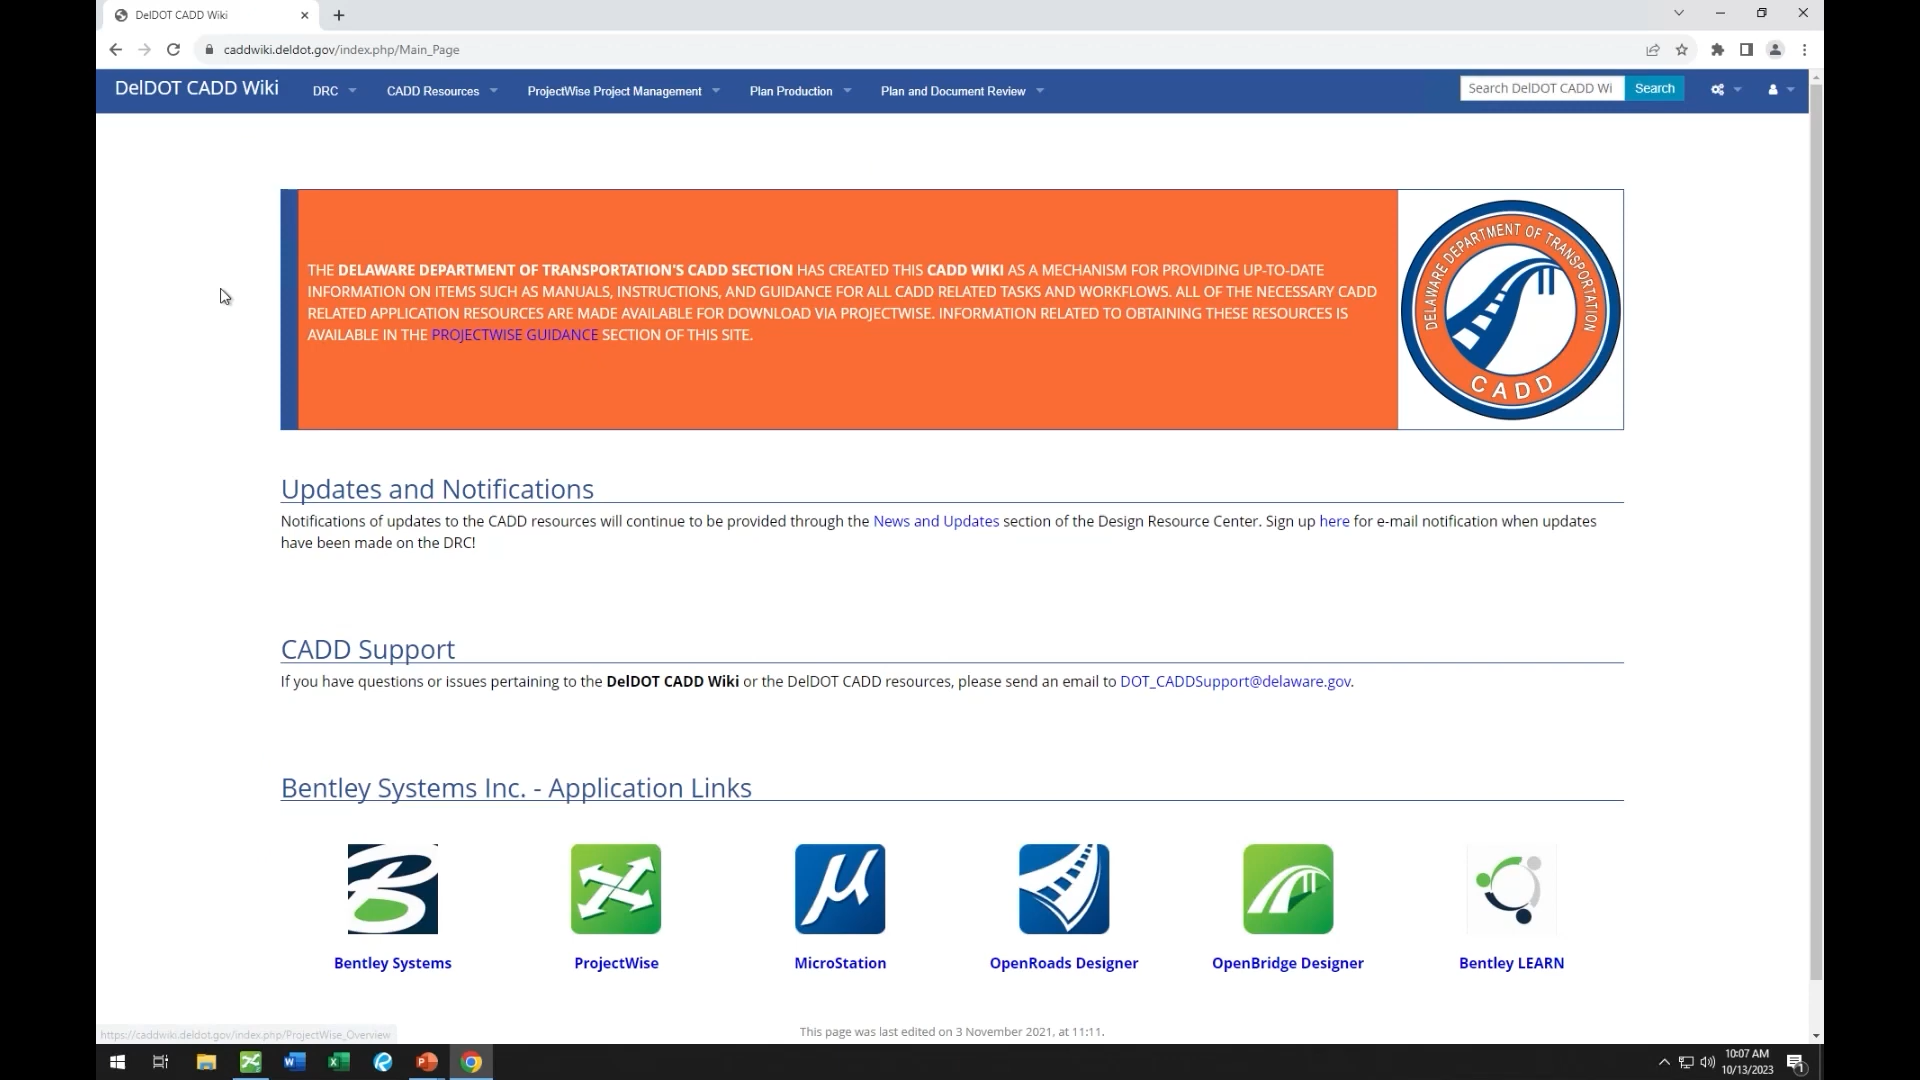 DelDOT CADD Wiki
caddwiki.deldot.gov/index.php/Main_Page
DelDOT CADD Wiki
DRC
CADD Resources
ProjectWise Project Management
Plan Production
Plan and Document Review
Search DelDOT CADD Wi
Search
THE DELAWARE DEPARTMENT OF TRANSPORTATION'S CADD SECTION HAS CREATED THIS CADD WIKI AS A MECHANISM FOR PROVIDING UP-TO-DATE
INFORMATION ON ITEMS SUCH AS MANUALS, INSTRUCTIONS, AND GUIDANCE FOR ALL CADD RELATED TASKS AND WORKFLOWS. ALL OF THE NECESSARY CADD
RELATED APPLICATION RESOURCES ARE MADE AVAILABLE FOR DOWNLOAD VIA PROJECTWISE. INFORMATION RELATED TO OBTAINING THESE RESOURCES IS
AVAILABLE IN THE PROJECTWISE GUIDANCE SECTION OF THIS SITE.
DELAWARE DEPARTMENT OF TRANSPORTATION
CADD
Updates and Notifications
Notifications of updates to the CADD resources will continue to be provided through the News and Updates section of the Design Resource Center. Sign up here for e-mail notification when updates
have been made on the DRC!
CADD Support
If you have questions or issues pertaining to the DelDOT CADD Wiki or the DelDOT CADD resources, please send an email to DOT_CADDSupport@delaware.gov.
Bentley Systems Inc. - Application Links
Bentley Systems
ProjectWise
MicroStation
OpenRoads Designer
OpenBridge Designer
Bentley LEARN
This page was last edited on 3 November 2021, at 11:11.
https://caddwiki.deldot.gov/index.php/ProjectWise_Overview
10:07 AM
10/13/2023
1